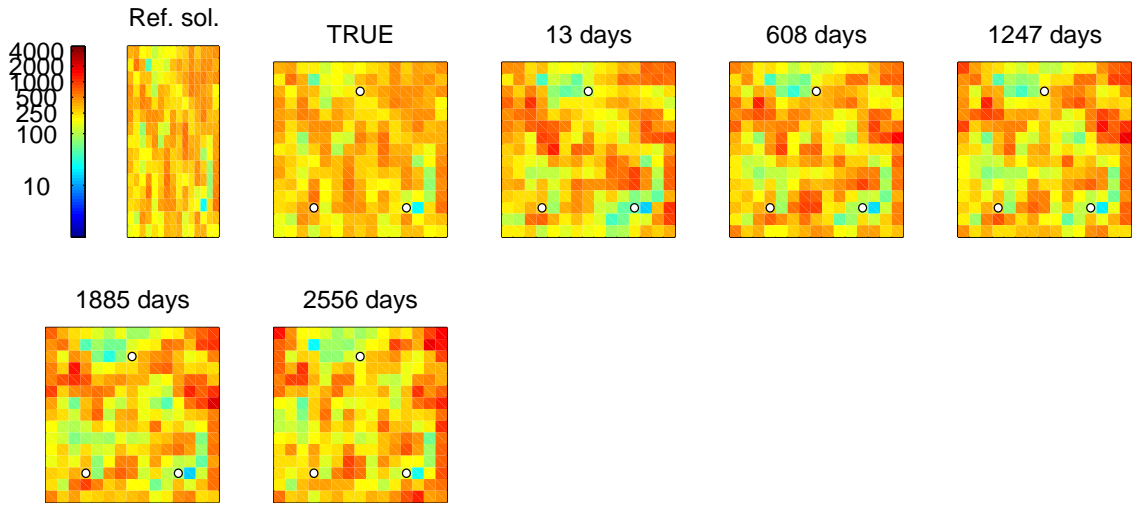 Ref. sol.
TRUE
13 days
608 days
1247 days
4000
2000
1000
500
250
100
10
1885 days
2556 days